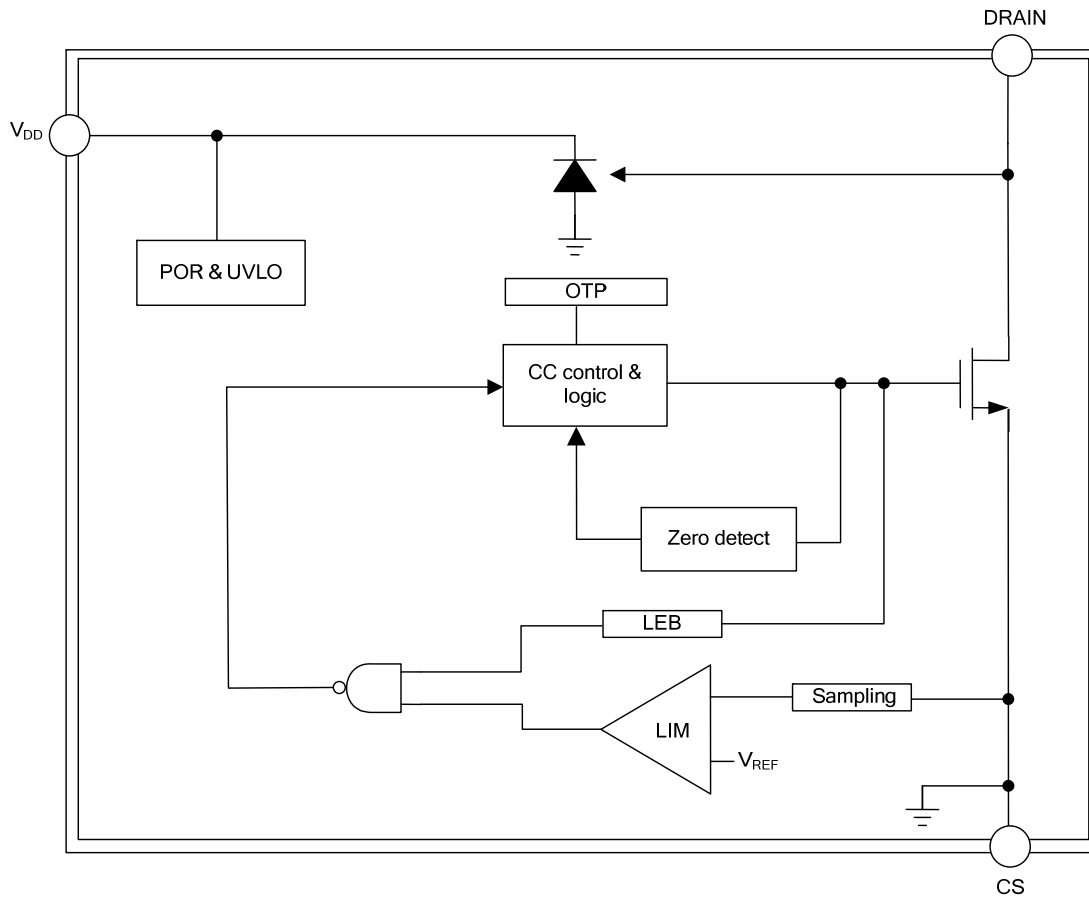 DRAIN
VDD
POR & UVLO
OTP
CC control &
logic
Zero detect
LEB
Sampling
LIM
VREF
CS